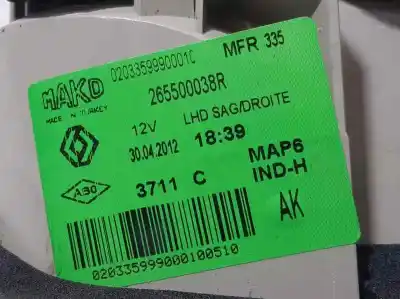 0203359990001C MFR 335
MAKO
MADE IN TURKEY
265500038R
12V LHD SAG/DROITE
30.04.2012 18:39
ABG 3711 C MAP6
IND-H
AK
020335999000100510